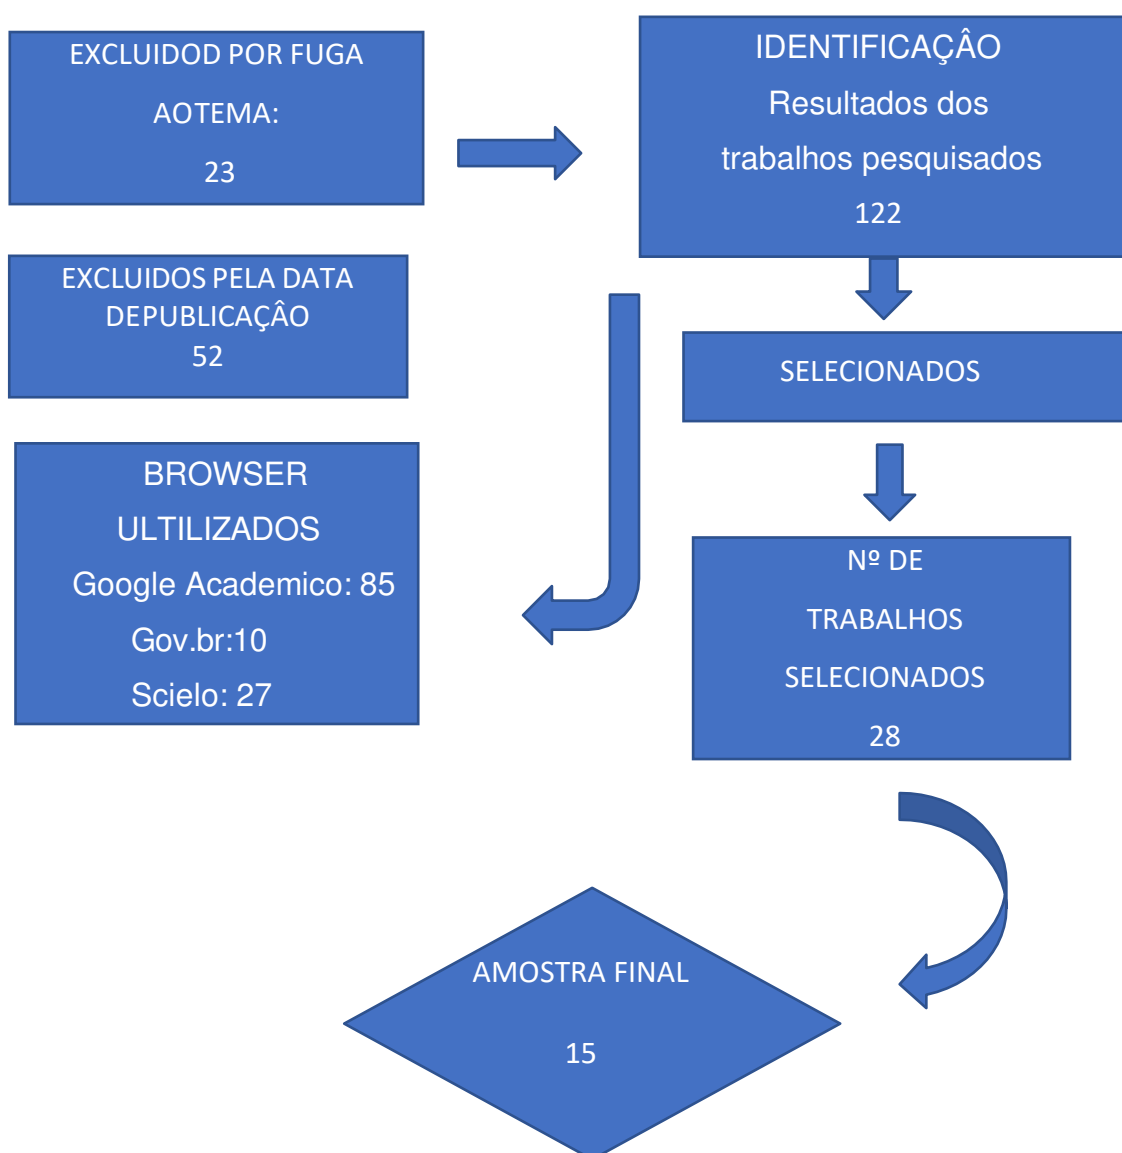 EXCLUIDOD POR FUGA
AOTEMA:
23
IDENTIFICAÇÂO
Resultados dos
trabalhos pesquisados
122
EXCLUIDOS PELA DATA
DEPUBLICAÇÂO
52
SELECIONADOS
BROWSER
ULTILIZADOS
Google Academico: 85
Gov.br:10
Scielo: 27
Nº DE
TRABALHOS
SELECIONADOS
28
AMOSTRA FINAL
15